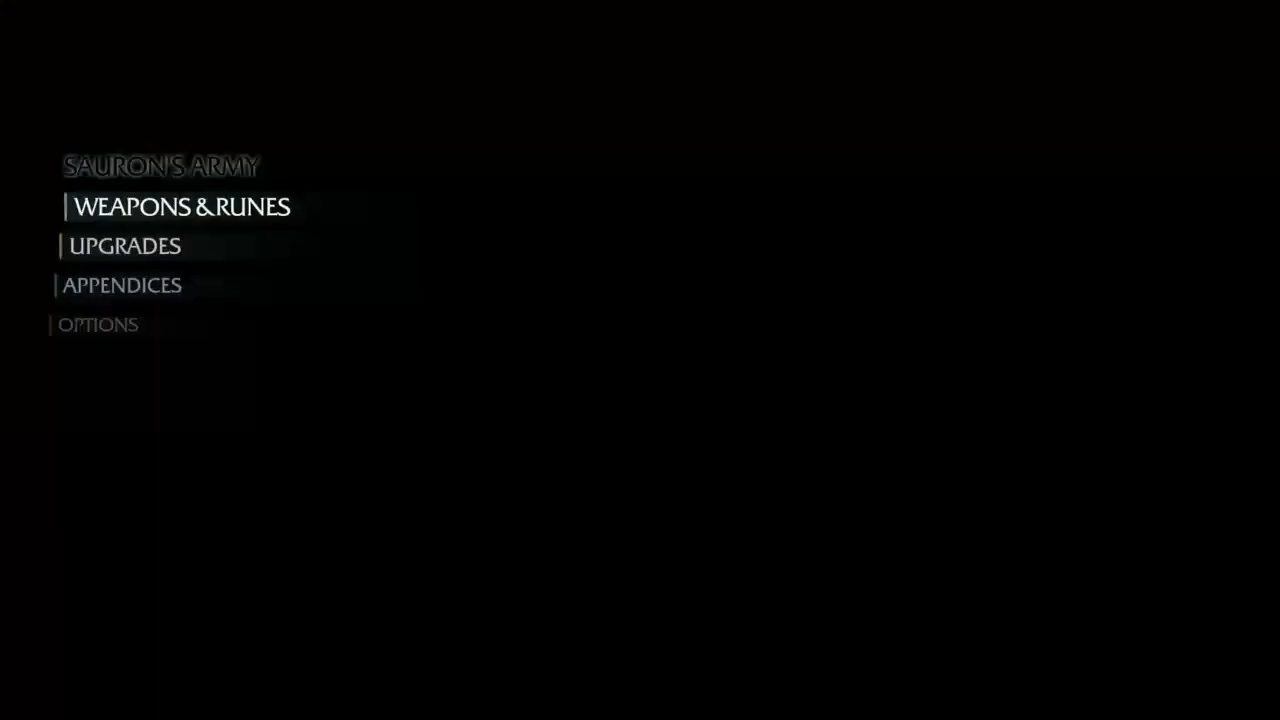 SAURON'S ARMY
WEAPONS & RUNES
UPGRADES
APPENDICES
OPTIONS